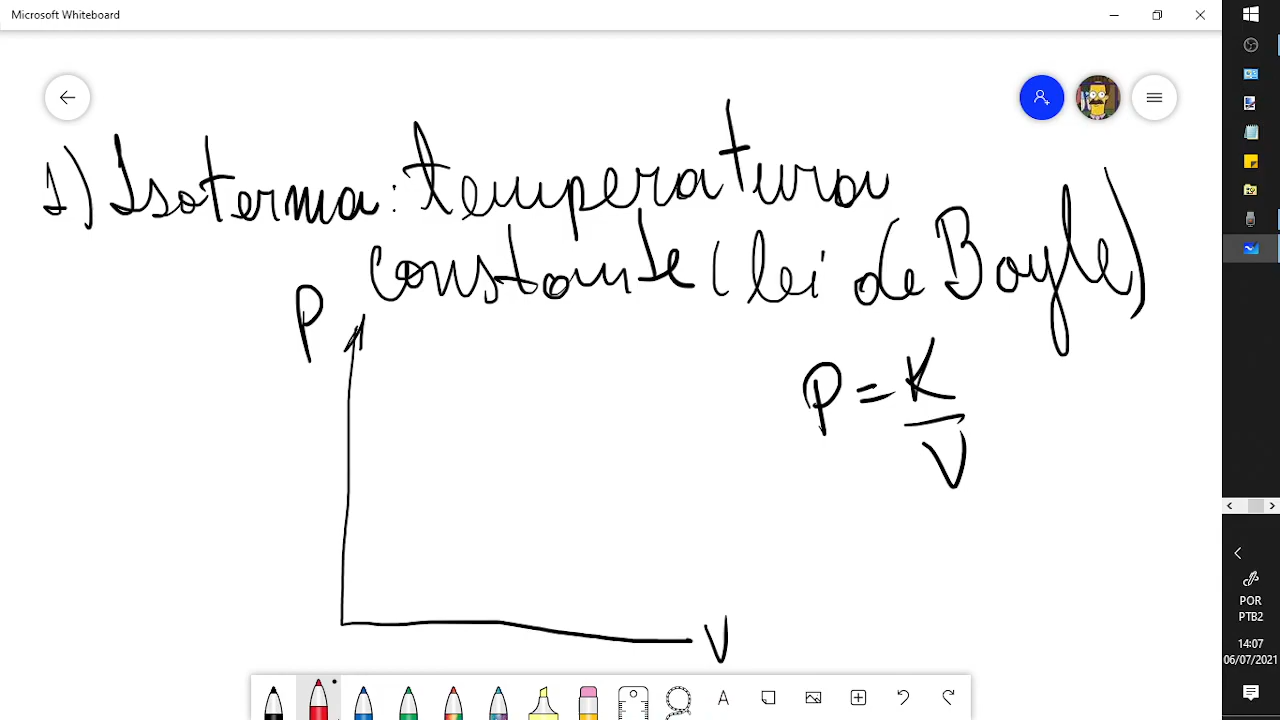 Microsoft Whiteboard
1) Isoterma: temperatura
constante (lei de Boyle)
P
P = K
V
V
A
POR
PTB2
14:07
06/07/2021